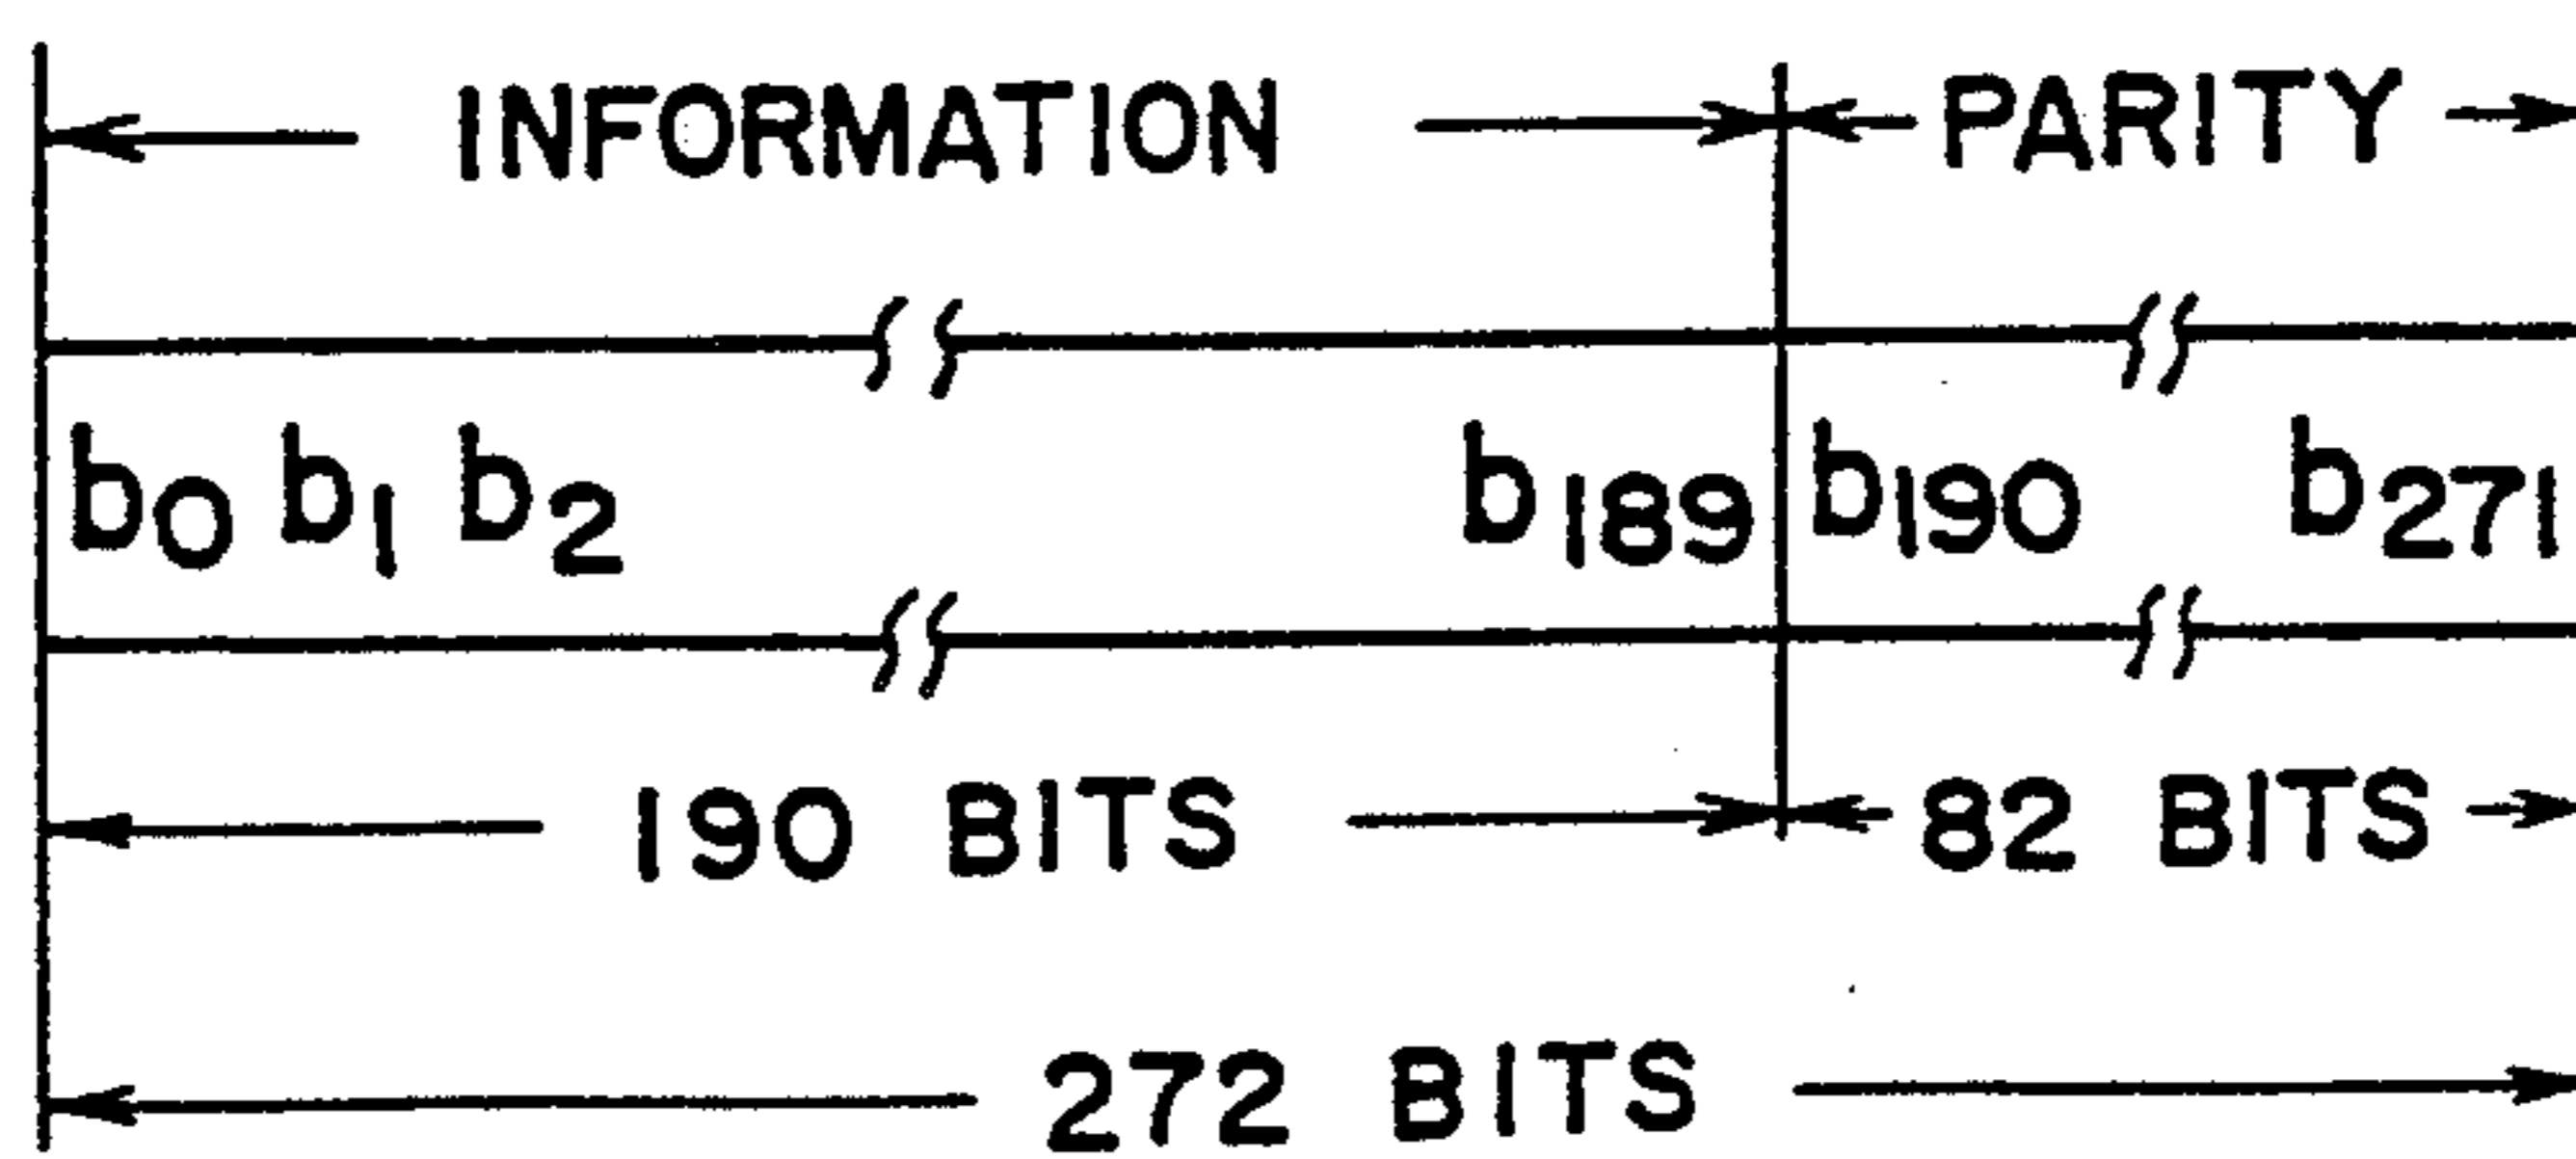 INFORMATION PARITY
b0 b1 b2 b189 b190 b271
190 BITS 82 BITS
272 BITS